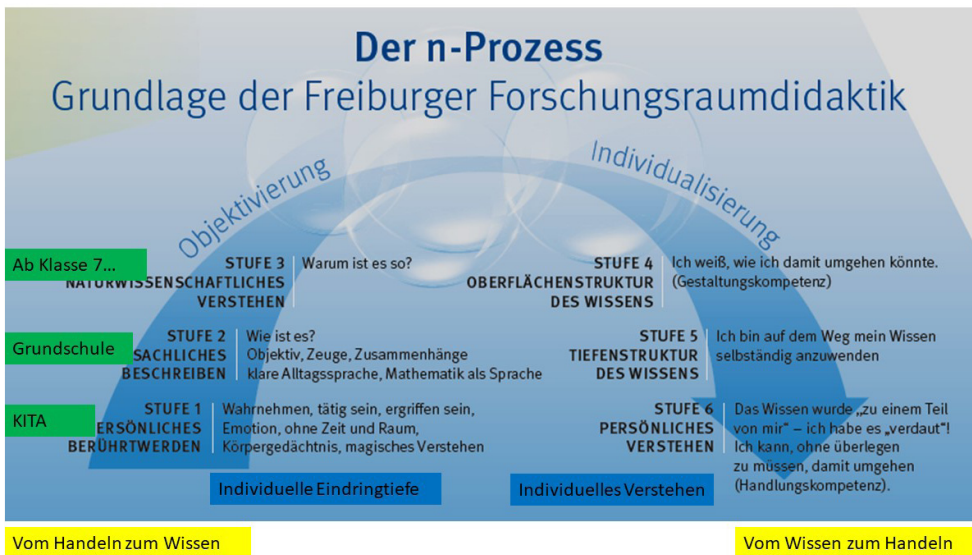 Der n-Prozess
Grundlage der Freiburger Forschungsraumdidaktik
Objektivierung
Individualisierung
Ab Klasse 7...
STUFE 3
NATURWISSENSCHAFTLICHES
VERSTEHEN
Warum ist es so?
STUFE 4
OBERFLÄCHENSTRUKTUR
DES WISSENS
Ich weiß, wie ich damit umgehen könnte.
(Gestaltungskompetenz)
Grundschule
STUFE 2
SACHLICHES
BESCHREIBEN
Wie ist es?
Objektiv, Zeuge, Zusammenhänge
klare Alltagssprache, Mathematik als Sprache
STUFE 5
TIEFENSTRUKTUR
DES WISSENS
Ich bin auf dem Weg mein Wissen
selbständig anzuwenden
KITA
STUFE 1
ERSÖNLICHES
BERÜHRTWERDEN
Wahrnehmen, tätig sein, ergriffen sein,
Emotion, ohne Zeit und Raum,
Körpergedächtnis, magisches Verstehen
STUFE 6
PERSÖNLICHES
VERSTEHEN
Das Wissen wurde „zu einem Teil
von mir" – ich habe es „verdaut"!
Ich kann, ohne überlegen
zu müssen, damit umgehen
(Handlungskompetenz).
Individuelle Eindringtiefe
Individuelles Verstehen
Vom Handeln zum Wissen
Vom Wissen zum Handeln